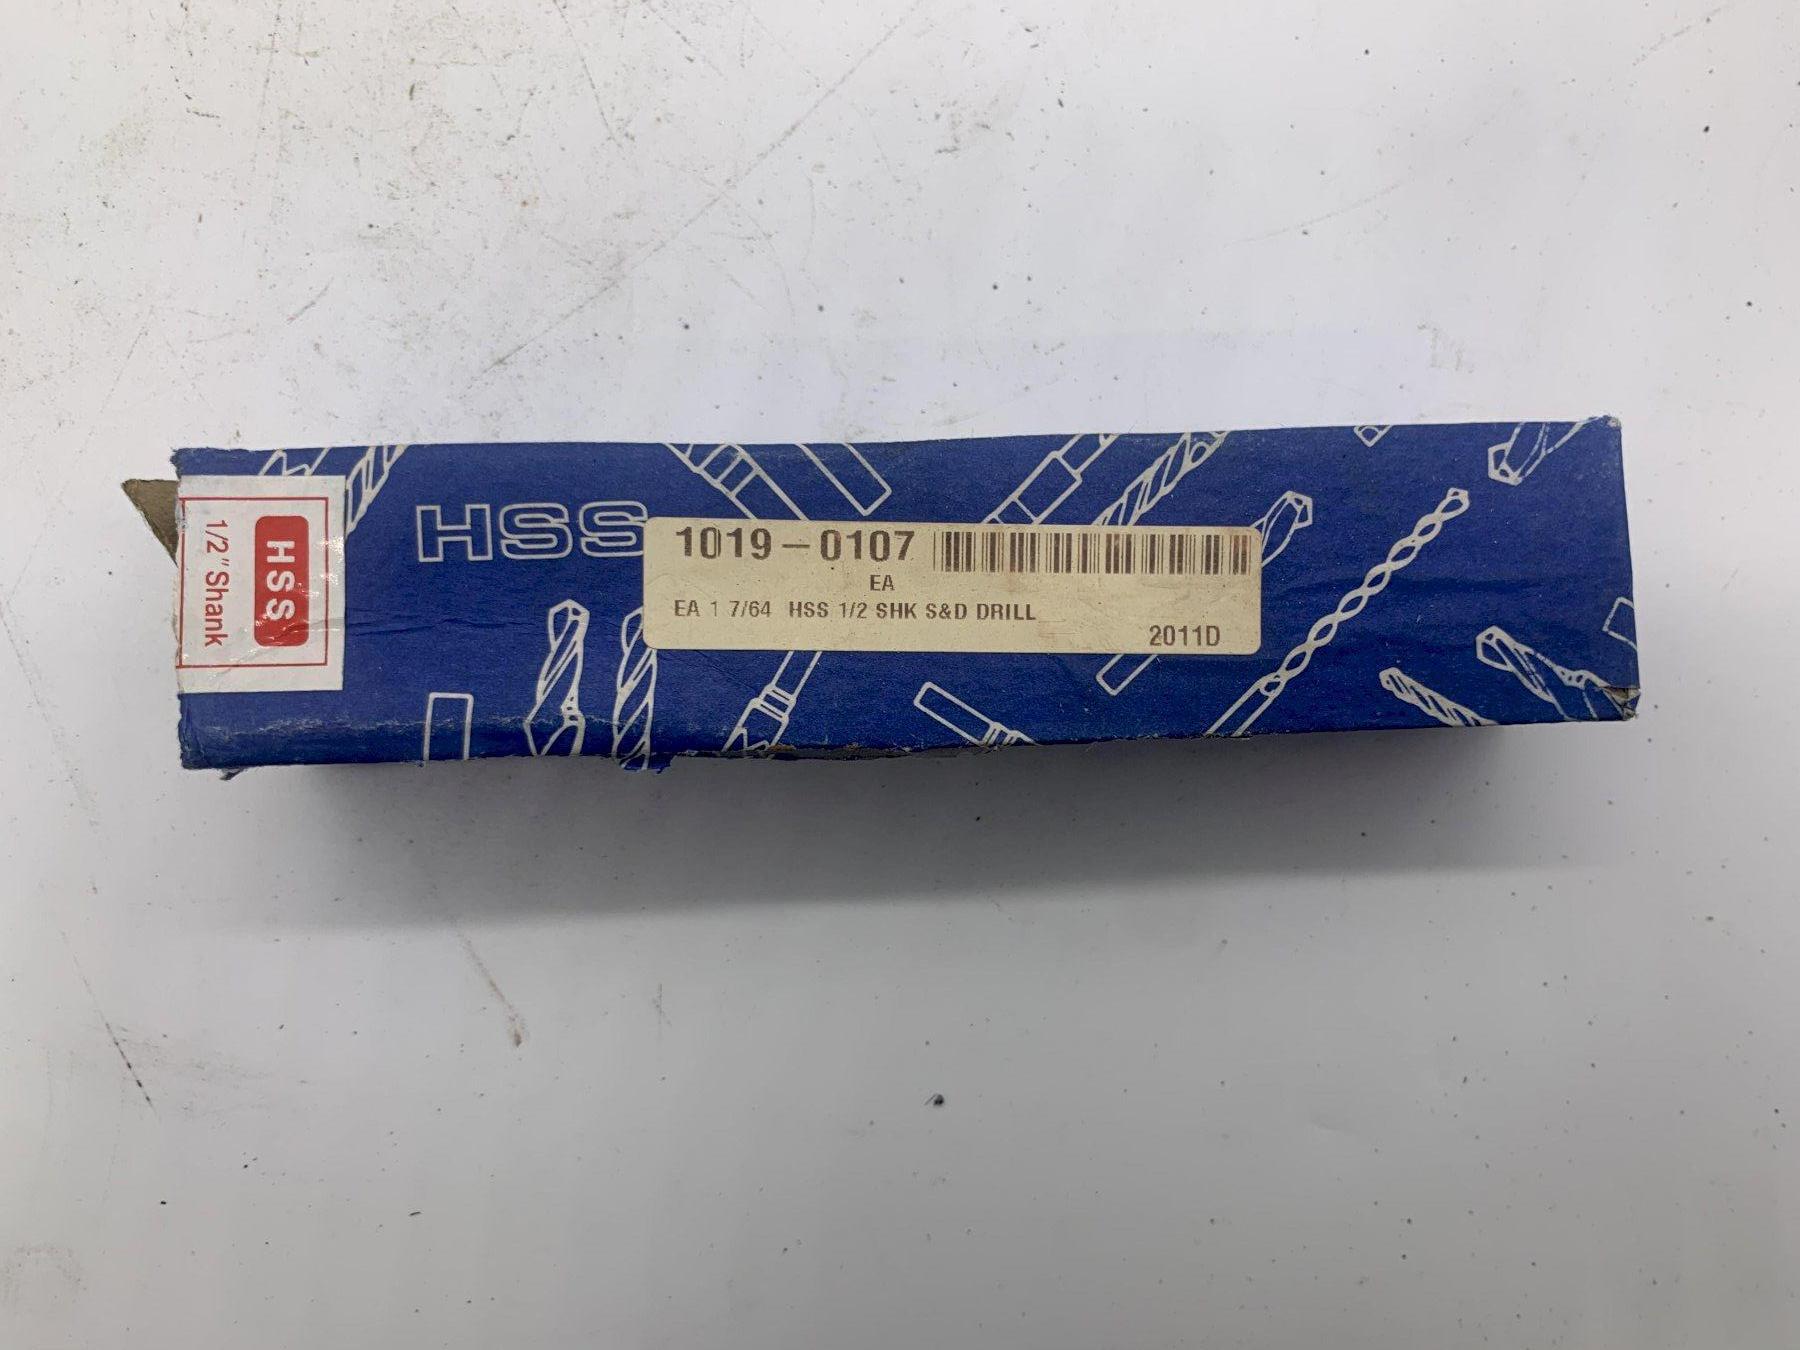 HSS
1/2" Shank
HSS
1019-0107
EA
EA 1 7/64 HSS 1/2 SHK S&D DRILL
2011D